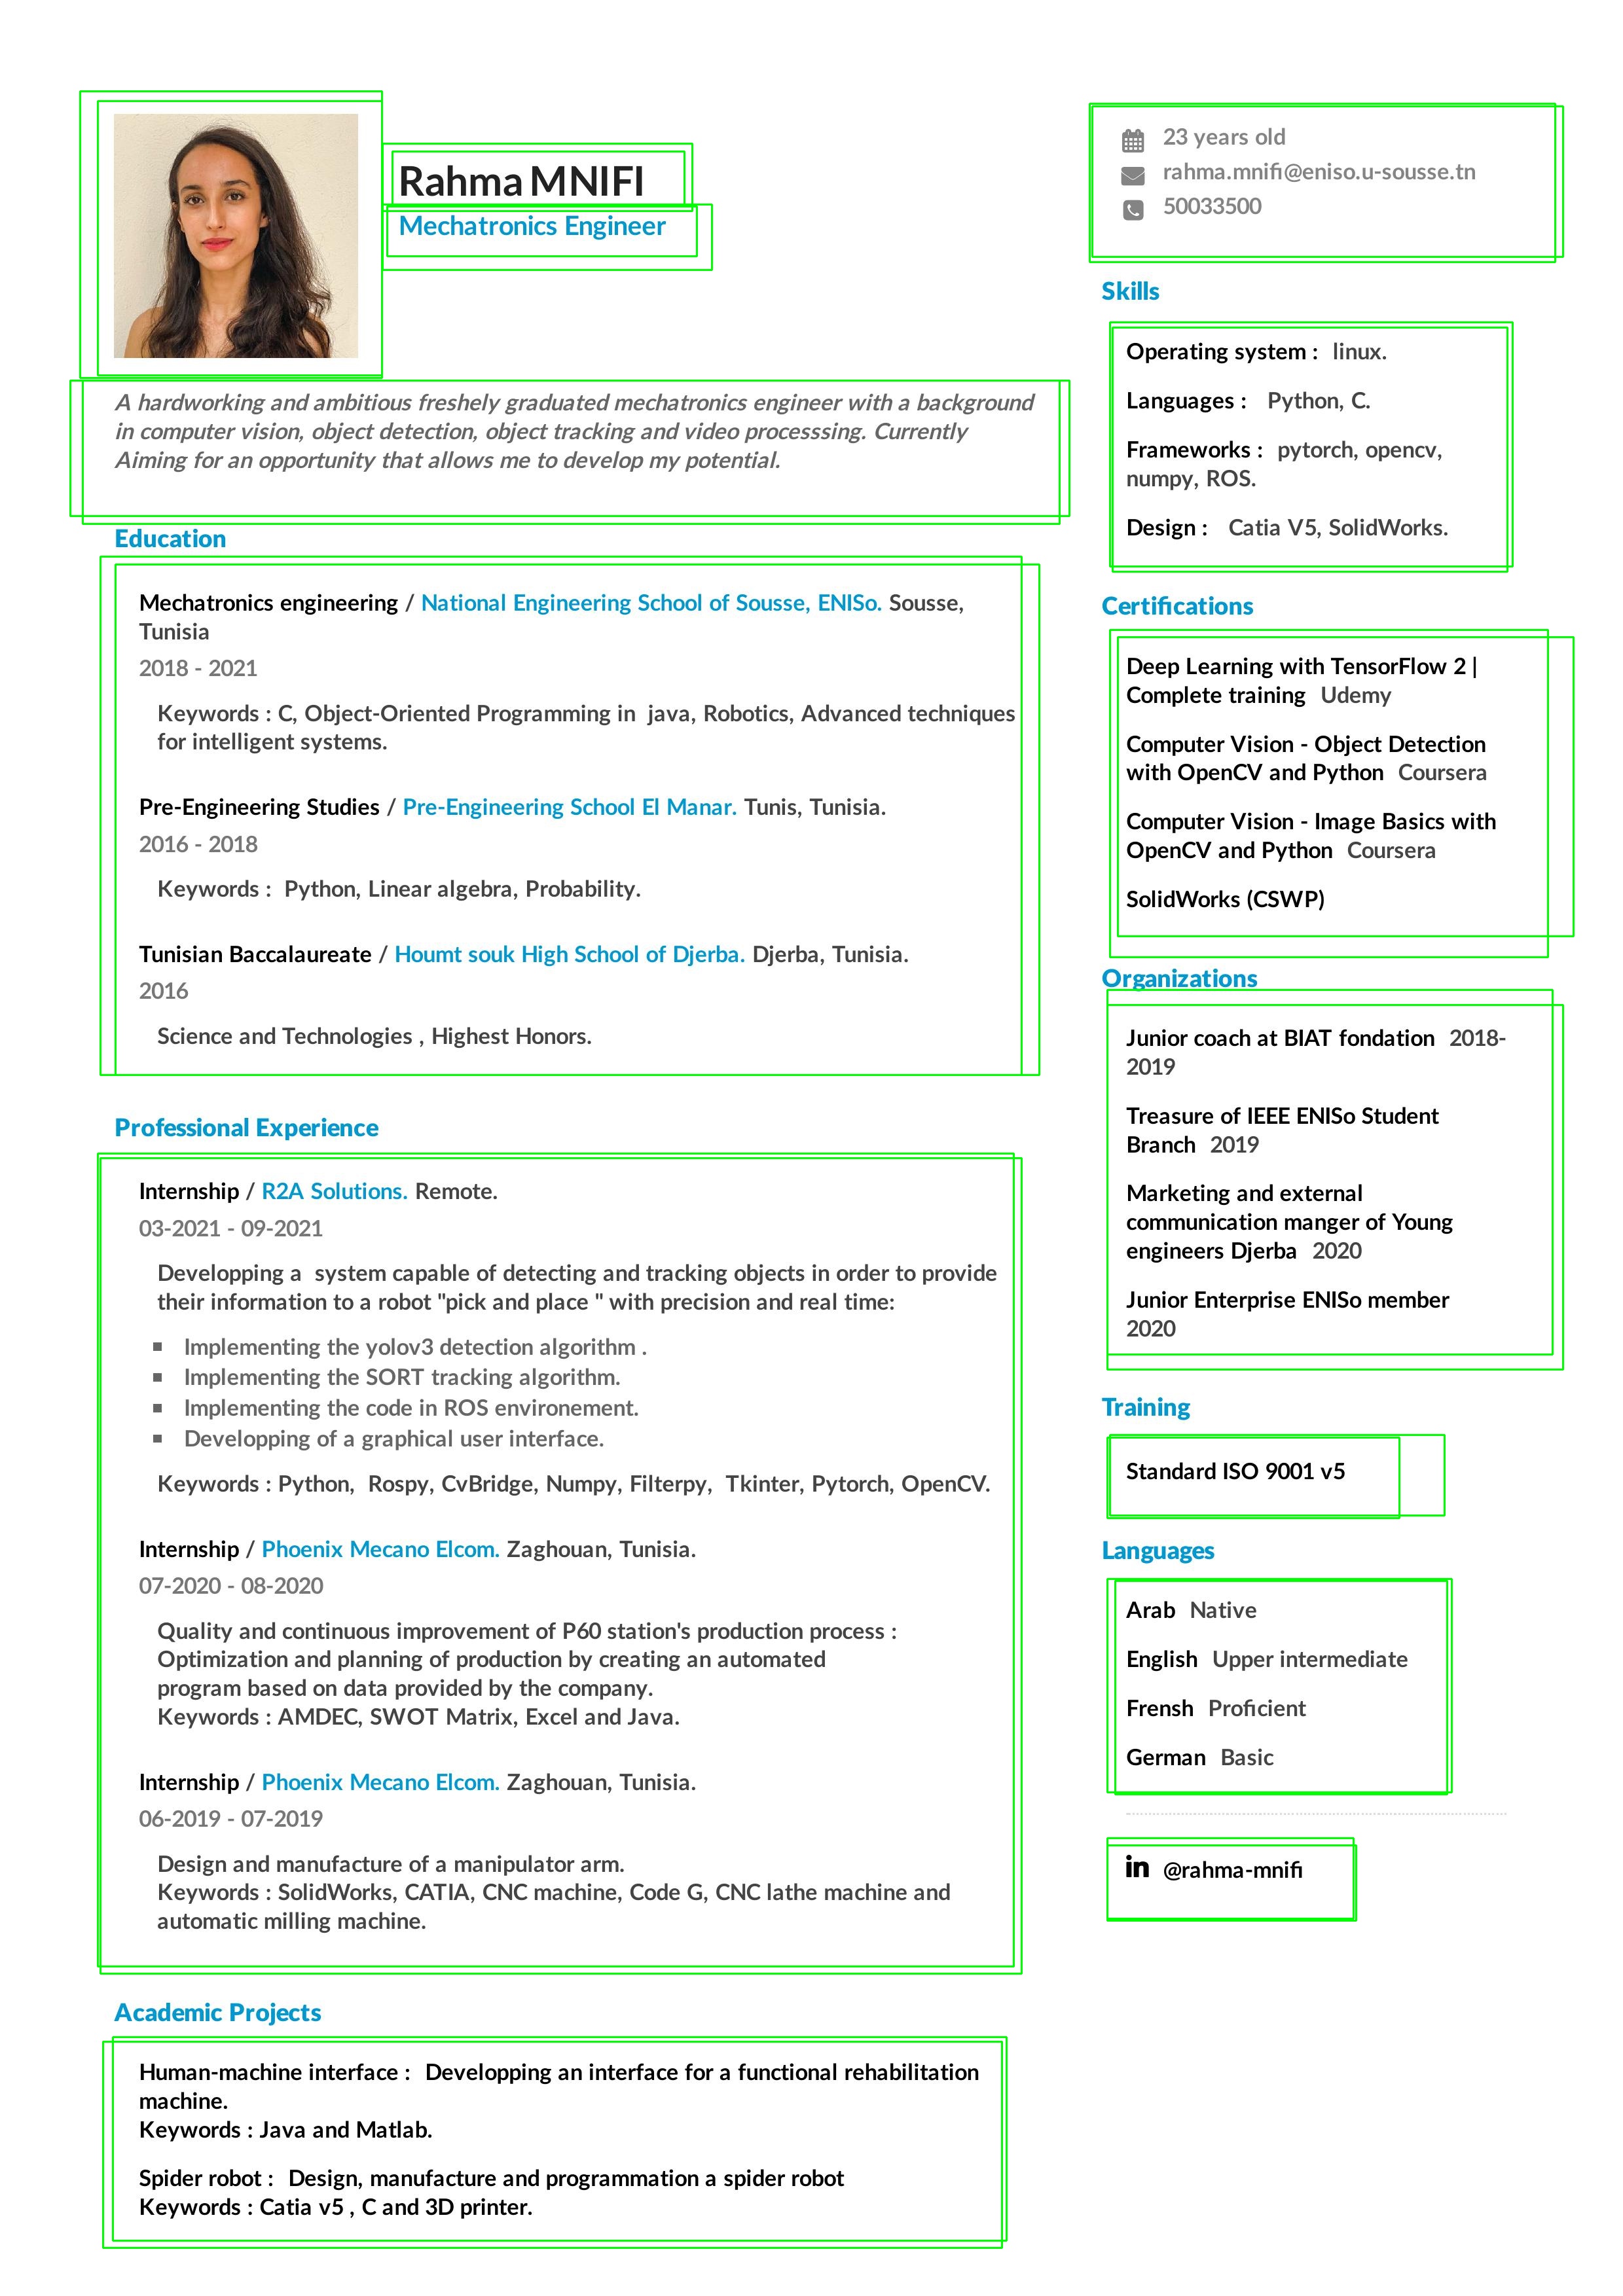 Rahma MNIFI
Mechatronics Engineer
A hardworking and ambitious freshely graduated mechatronics engineer with a background
in computer vision, object detection, object tracking and video processsing. Currently
Aiming for an opportunity that allows me to develop my potential.
Education
Mechatronics engineering / National Engineering School of Sousse, ENISo. Sousse,
Tunisia
2018 - 2021
Keywords : C, Object-Oriented Programming in java, Robotics, Advanced techniques
for intelligent systems.
Pre-Engineering Studies / Pre-Engineering School El Manar. Tunis, Tunisia.
2016 - 2018
Keywords : Python, Linear algebra, Probability.
Tunisian Baccalaureate / Houmt souk High School of Djerba. Djerba, Tunisia.
2016
Science and Technologies , Highest Honors.
Professional Experience
Internship / R2A Solutions. Remote.
03-2021 - 09-2021
Developping a system capable of detecting and tracking objects in order to provide
their information to a robot "pick and place " with precision and real time:
▪ Implementing the yolov3 detection algorithm .
▪ Implementing the SORT tracking algorithm.
▪ Implementing the code in ROS environement.
▪ Developping of a graphical user interface.
Keywords : Python, Rospy, CvBridge, Numpy, Filterpy, Tkinter, Pytorch, OpenCV.
Internship / Phoenix Mecano Elcom. Zaghouan, Tunisia.
07-2020 - 08-2020
Quality and continuous improvement of P60 station's production process :
Optimization and planning of production by creating an automated
program based on data provided by the company.
Keywords : AMDEC, SWOT Matrix, Excel and Java.
Internship / Phoenix Mecano Elcom. Zaghouan, Tunisia.
06-2019 - 07-2019
Design and manufacture of a manipulator arm.
Keywords : SolidWorks, CATIA, CNC machine, Code G, CNC lathe machine and
automatic milling machine.
Academic Projects
Human-machine interface : Developping an interface for a functional rehabilitation
machine.
Keywords : Java and Matlab.
Spider robot : Design, manufacture and programmation a spider robot
Keywords : Catia v5 , C and 3D printer.
23 years old
rahma.mnifi@eniso.u-sousse.tn
50033500
Skills
Operating system : linux.
Languages : Python, C.
Frameworks : pytorch, opencv,
numpy, ROS.
Design : Catia V5, SolidWorks.
Certifications
Deep Learning with TensorFlow 2 |
Complete training Udemy
Computer Vision - Object Detection
with OpenCV and Python Coursera
Computer Vision - Image Basics with
OpenCV and Python Coursera
SolidWorks (CSWP)
Organizations
Junior coach at BIAT fondation 2018-
2019
Treasure of IEEE ENISo Student
Branch 2019
Marketing and external
communication manger of Young
engineers Djerba 2020
Junior Enterprise ENISo member
2020
Training
Standard ISO 9001 v5
Languages
Arab Native
English Upper intermediate
Frensh Proficient
German Basic
in @rahma-mnifi